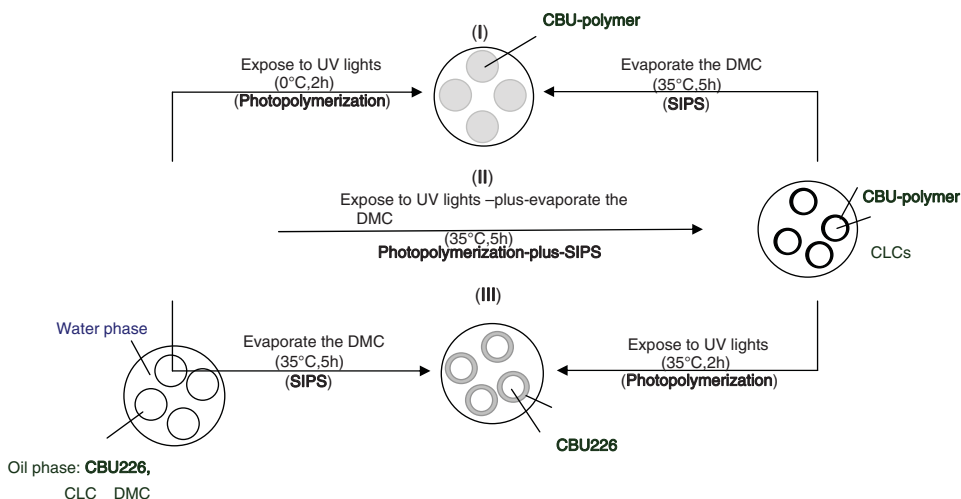 CBU-polymer
(I)
Expose to UV lights
(0°C,2h)
(Photopolymerization)
Evaporate the DMC
(35°C,5h)
(SIPS)
(II)
Expose to UV lights –plus-evaporate the
DMC
(35°C,5h)
Photopolymerization-plus-SIPS
CBU-polymer
CLCs
(III)
Water phase
Evaporate the DMC
(35°C,5h)
(SIPS)
Expose to UV lights
(35°C,2h)
(Photopolymerization)
CBU226
Oil phase: CBU226,
CLC DMC